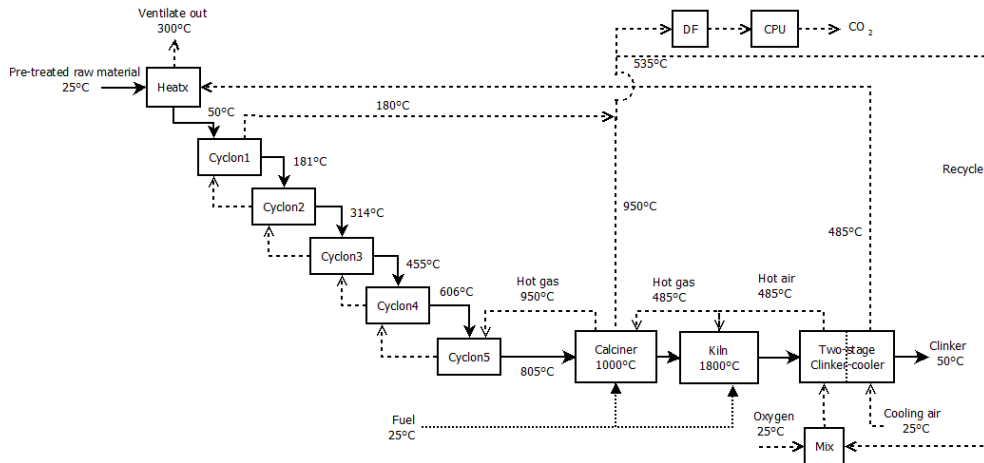 Ventilate out
300°C
DF
CPU
CO2
535°C
Pre-treated raw material
25°C
Heatx
180°C
50°C
Cyclon1
181°C
Recycle
Cyclon2
950°C
314°C
485°C
Cyclon3
455°C
Hot gas
950°C
Hot gas
485°C
Hot air
485°C
606°C
Cyclon4
Cyclon5
805°C
Calciner
1000°C
Kiln
1800°C
Two-stage
Clinker-cooler
Clinker
50°C
Fuel
25°C
Oxygen
25°C
Cooling air
25°C
Mix